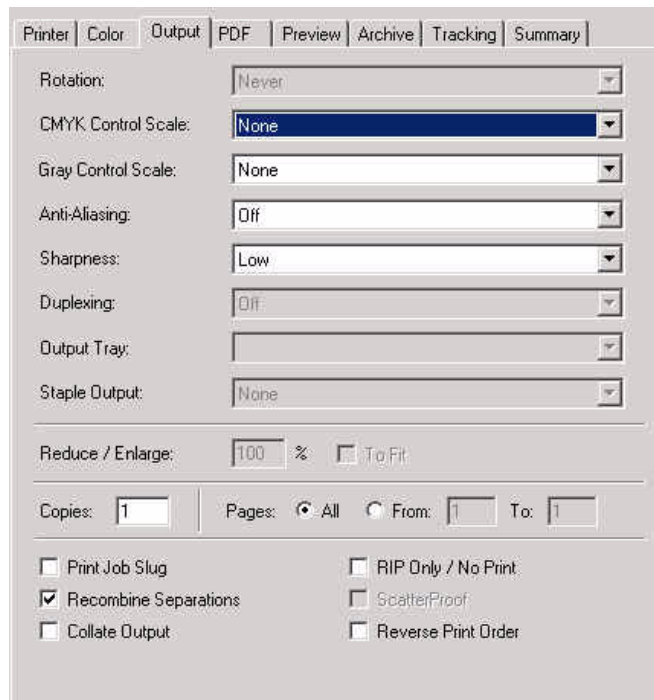 Printer Color Output PDF Preview Archive Tracking Summary
Rotation: Never
CMYK Control Scale: None
Gray Control Scale: None
Anti-Aliasing: Off
Sharpness: Low
Duplexing: Off
Output Tray:
Staple Output: None
Reduce / Enlarge: 100 % To Fit
Copies: 1 Pages: All From: 1 To: 1
Print Job Slug RIP Only / No Print
Recombine Separations ScatterProof
Collate Output Reverse Print Order